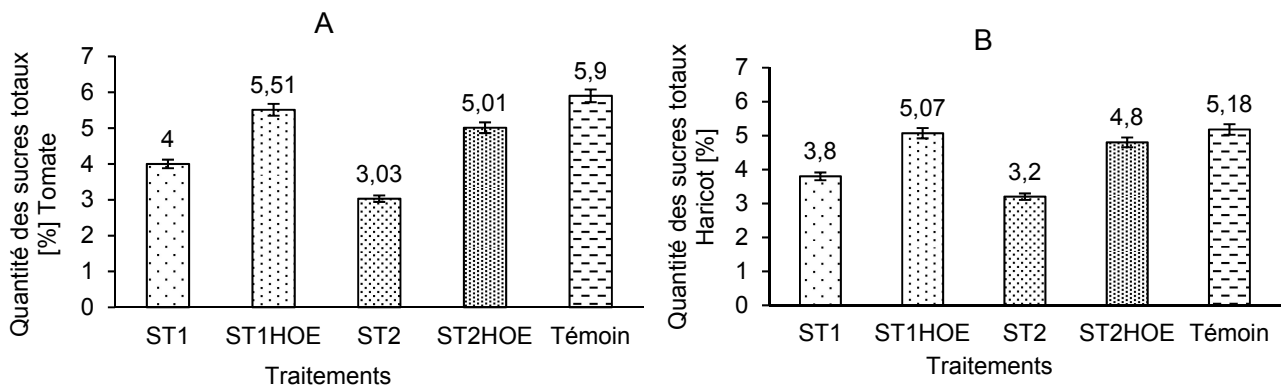 A
Quantité des sucres totaux
[%] Tomate
7
6
5
4
3
2
1
0
4
5,51
3,03
5,01
5,9
ST1 ST1HOE ST2 ST2HOE Témoin
Traitements
B
Quantité des sucres totaux
Haricot [%]
7
6
5
4
3
2
1
0
3,8
5,07
3,2
4,8
5,18
ST1 ST1HOE ST2 ST2HOE Témoin
Traitements